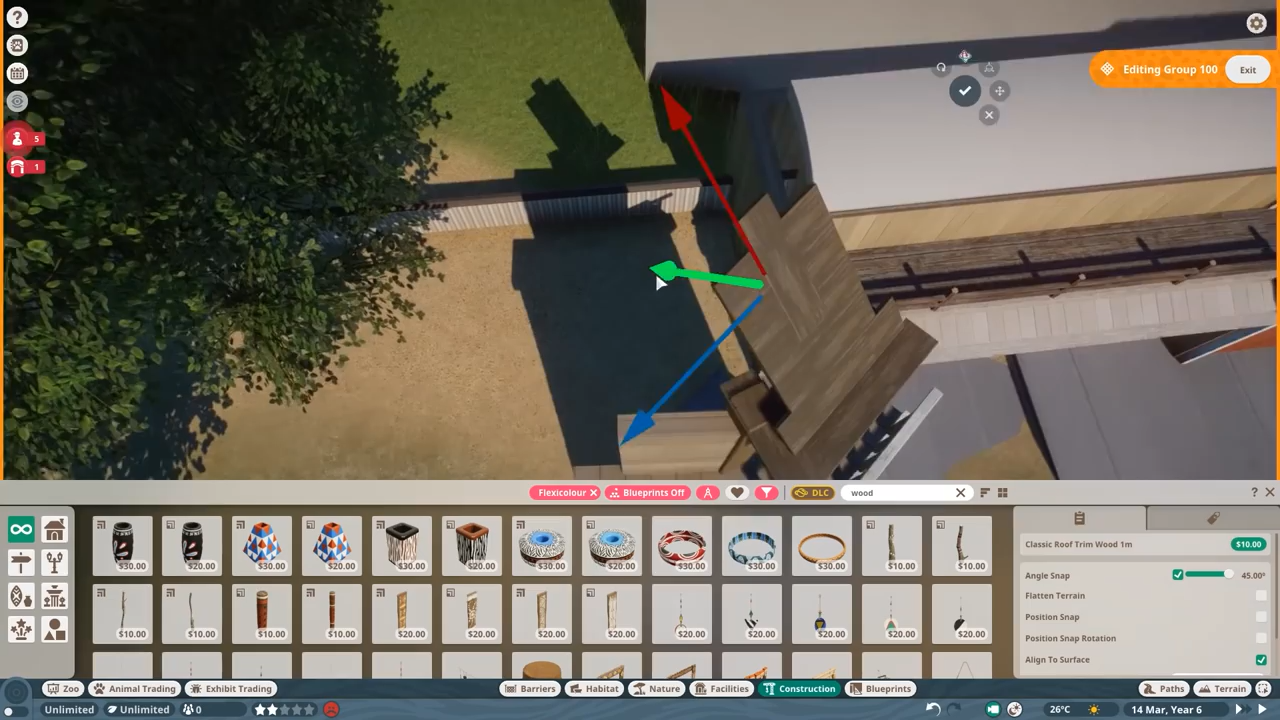 ?
Editing Group 100
Exit
5
1
Flexicolour ✕
Blueprints Off
DLC
wood
?
$30.00 $20.00 $30.00 $20.00 $30.00 $20.00 $30.00 $20.00 $30.00 $30.00 $30.00 $10.00 $10.00
$10.00 $10.00 $20.00 $10.00 $20.00 $20.00 $20.00 $20.00 $20.00 $20.00 $20.00 $20.00 $20.00
Classic Roof Trim Wood 1m
$10.00
Angle Snap
45.00°
Flatten Terrain
Position Snap
Position Snap Rotation
Align To Surface
Zoo
Animal Trading
Exhibit Trading
Barriers
Habitat
Nature
Facilities
Construction
Blueprints
Paths
Terrain
Unlimited
Unlimited
0
26°C
14 Mar, Year 6